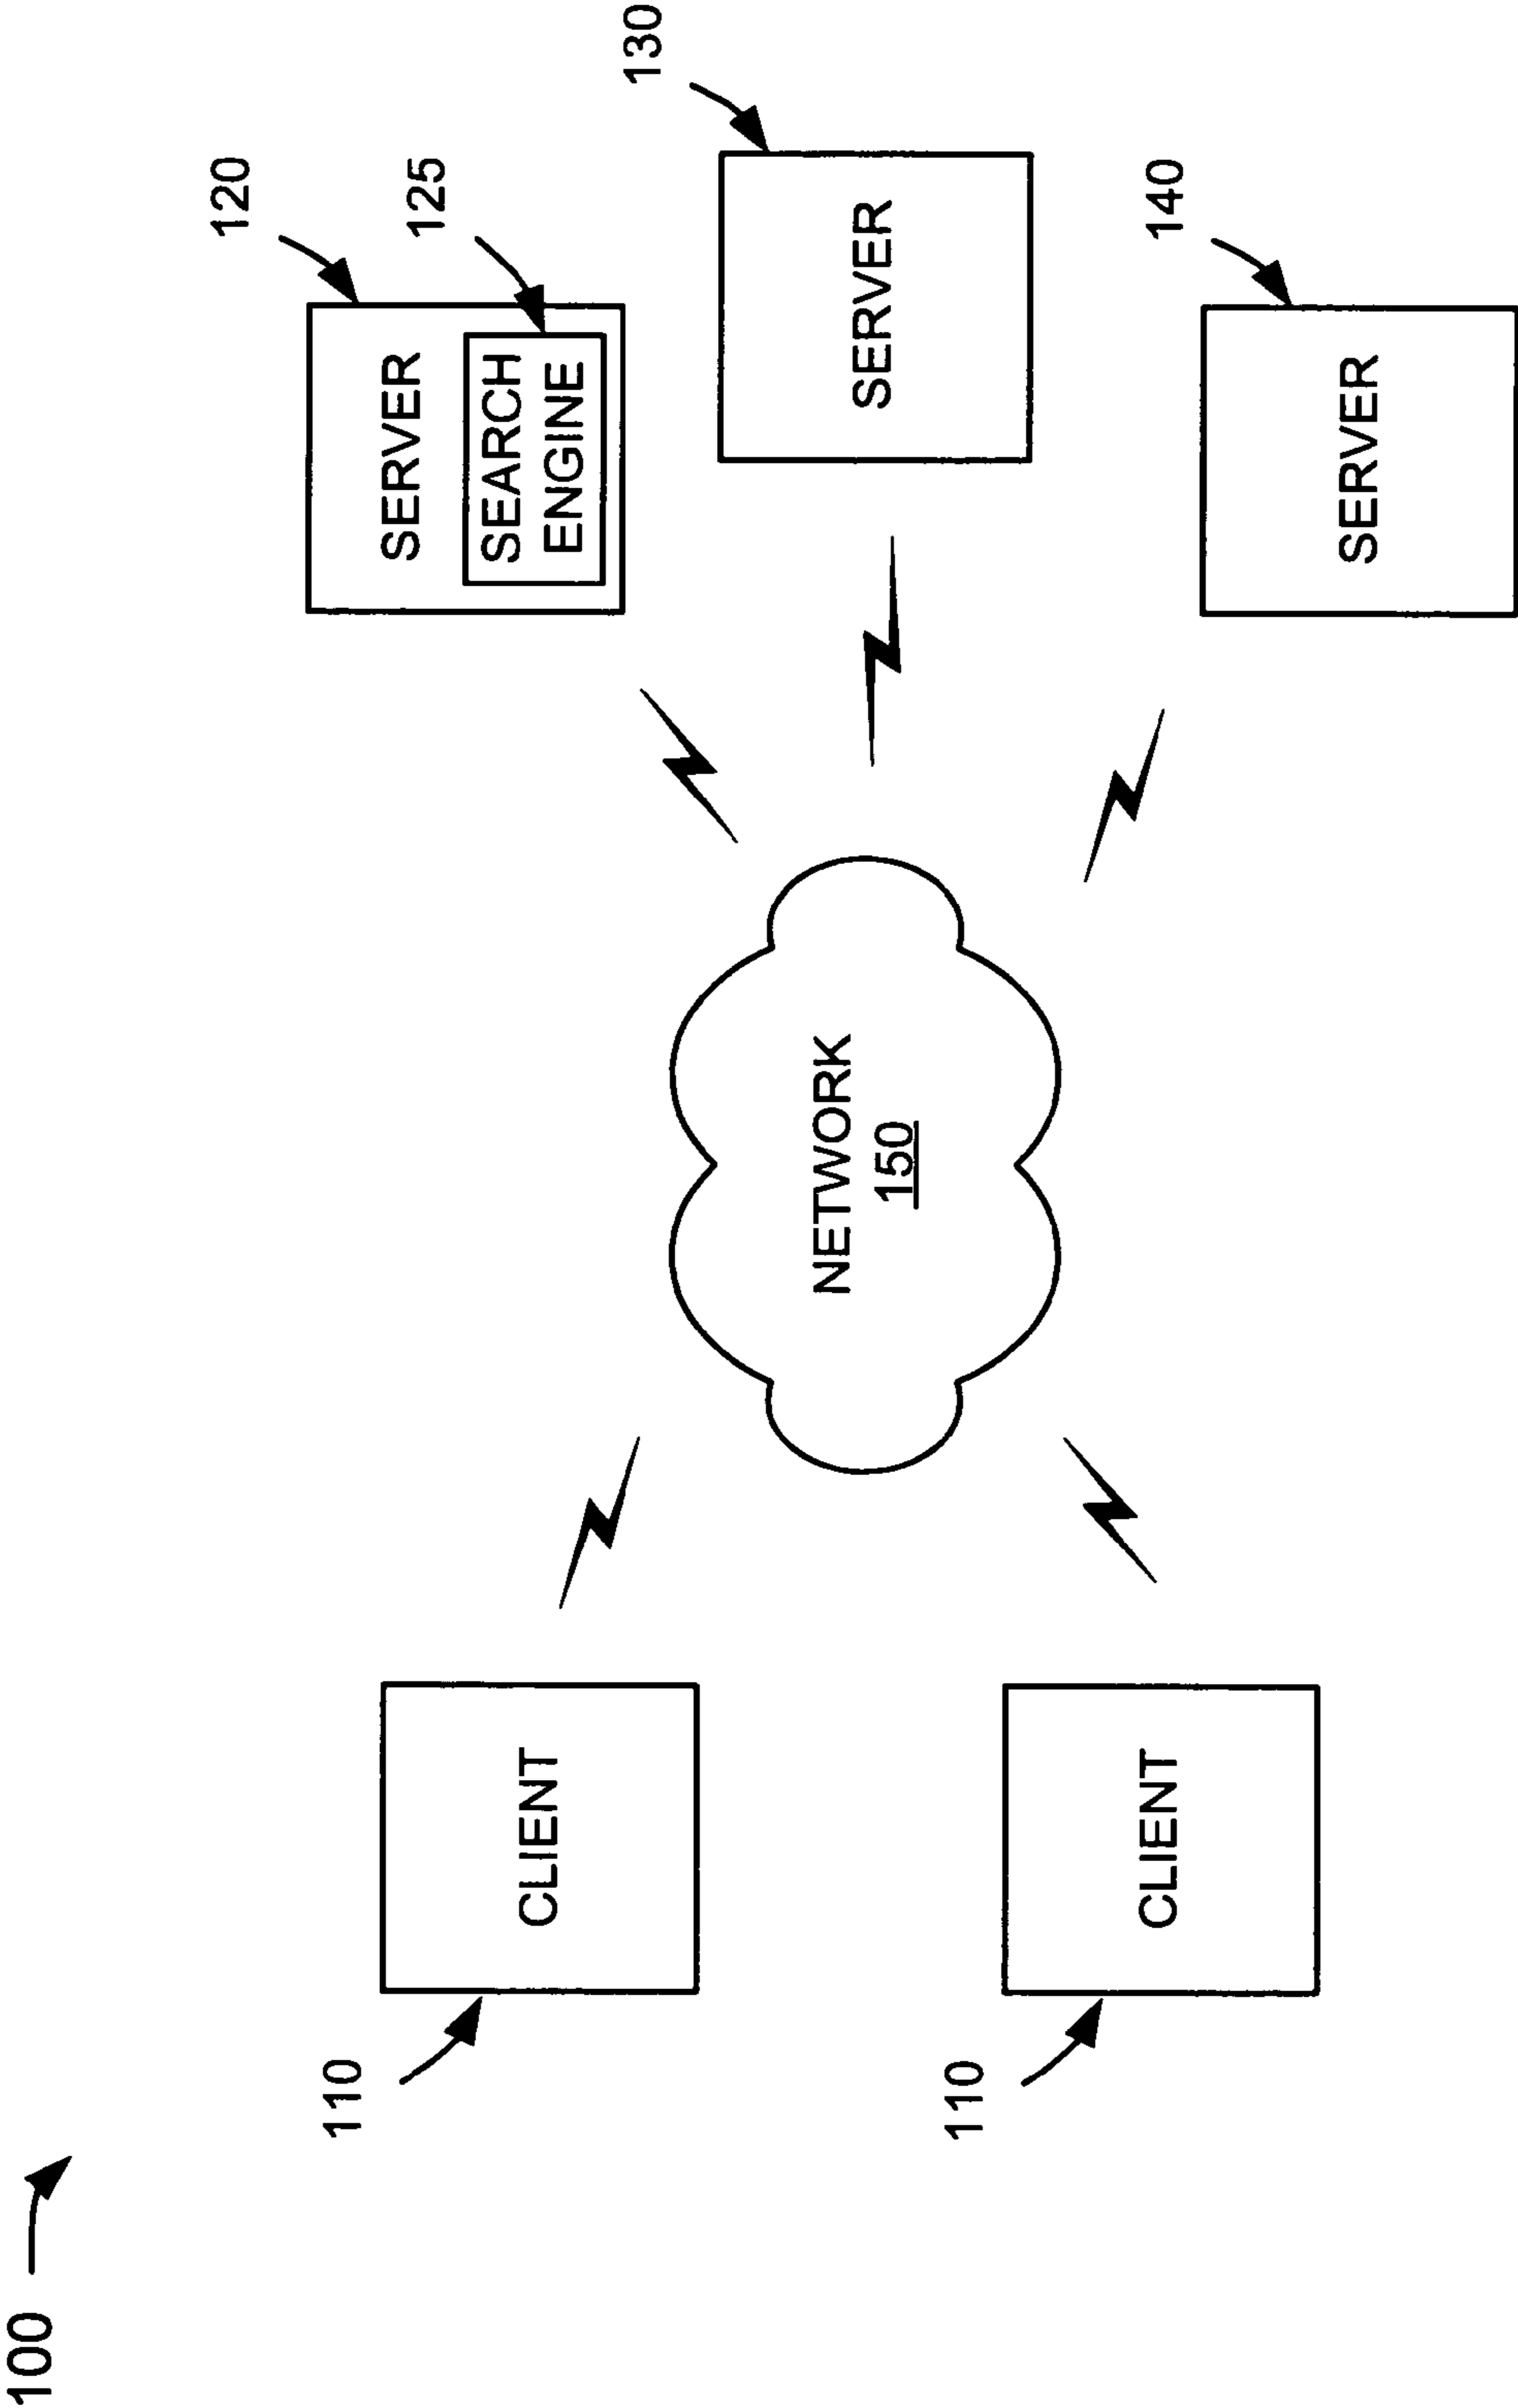 100
110
CLIENT
110
CLIENT
NETWORK
150
120
SERVER
125
SEARCH
ENGINE
130
SERVER
140
SERVER